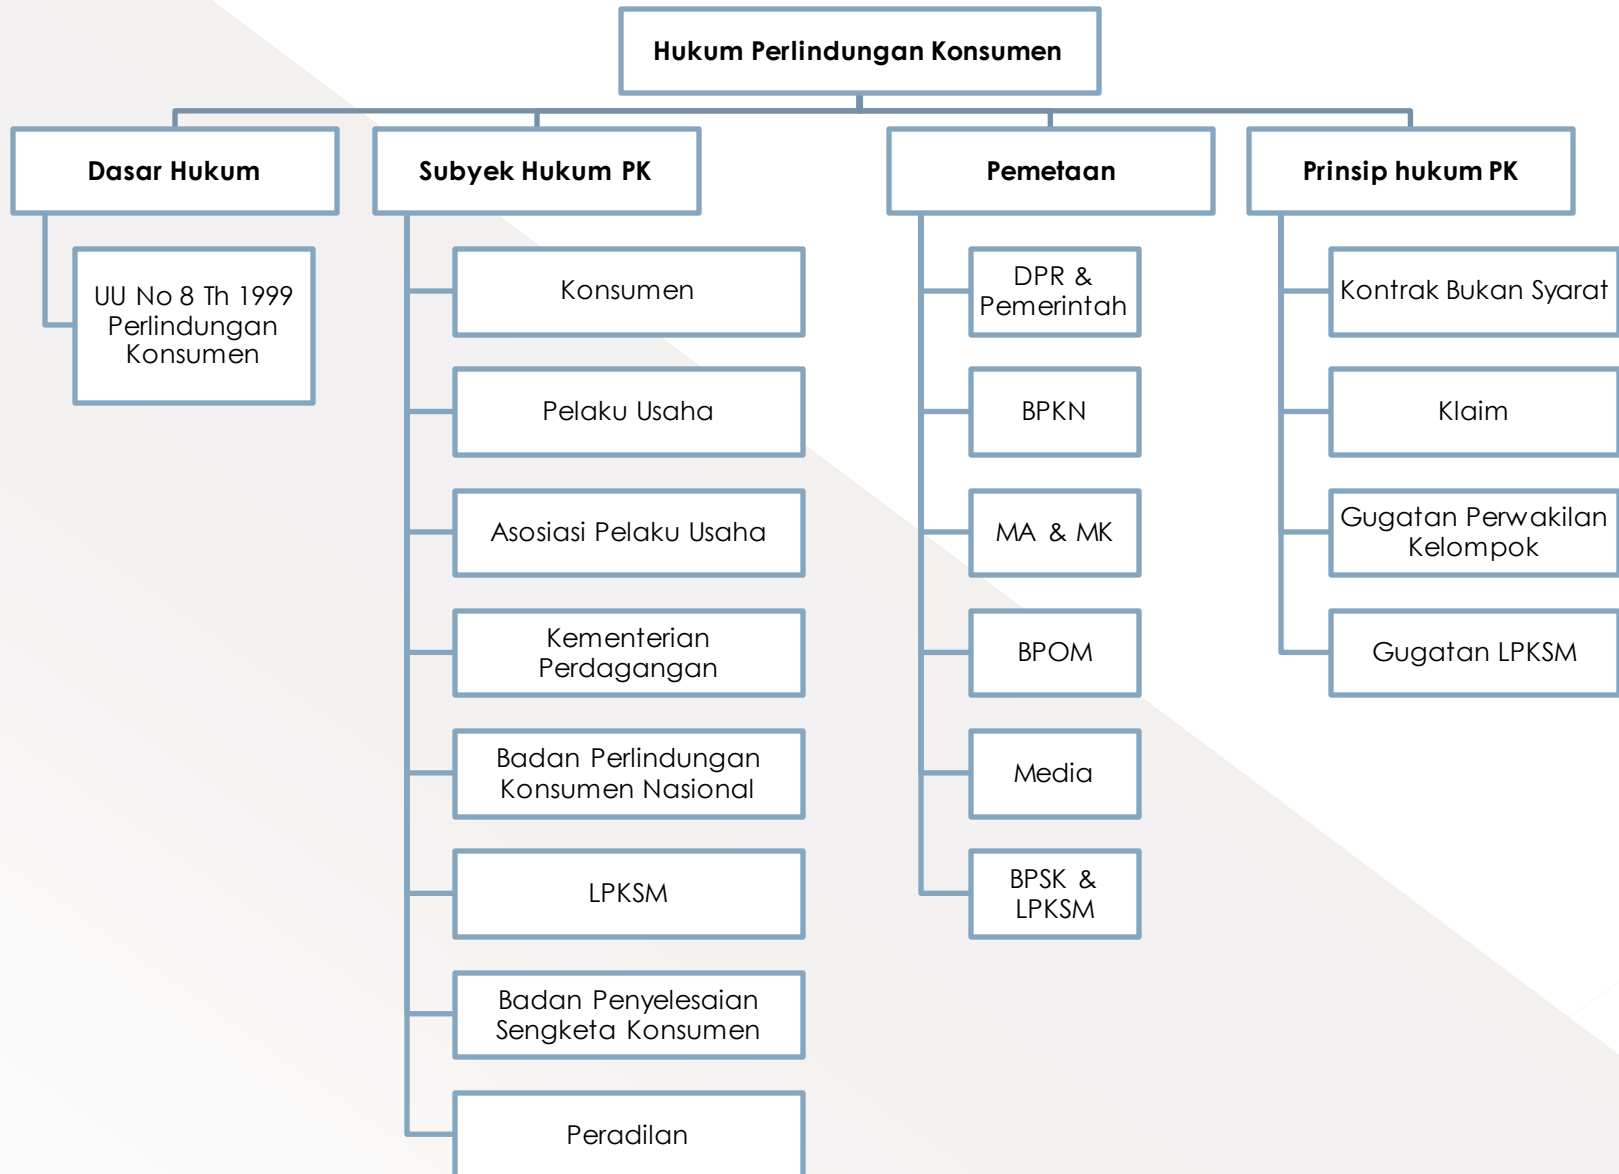 Hukum Perlindungan Konsumen
Dasar Hukum
UU No 8 Th 1999
Perlindungan
Konsumen
Subyek Hukum PK
Konsumen
Pelaku Usaha
Asosiasi Pelaku Usaha
Kementerian
Perdagangan
Badan Perlindungan
Konsumen Nasional
LPKSM
Badan Penyelesaian
Sengketa Konsumen
Peradilan
Pemetaan
DPR &
Pemerintah
BPKN
MA & MK
BPOM
Media
BPSK &
LPKSM
Prinsip hukum PK
Kontrak Bukan Syarat
Klaim
Gugatan Perwakilan
Kelompok
Gugatan LPKSM